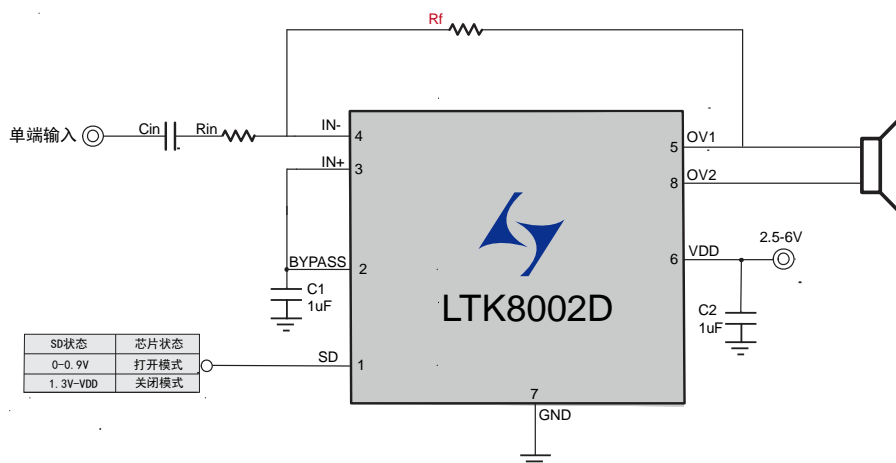 Rf
单端输入
Cin
Rin
IN-
4
IN+
3
5
OV1
8
OV2
2.5-6V
6
VDD
BYPASS
2
C1
1uF
LTK8002D
C2
1uF
SD状态 芯片状态
0-0.9V 打开模式
1.3V-VDD 关闭模式
SD
1
7
GND